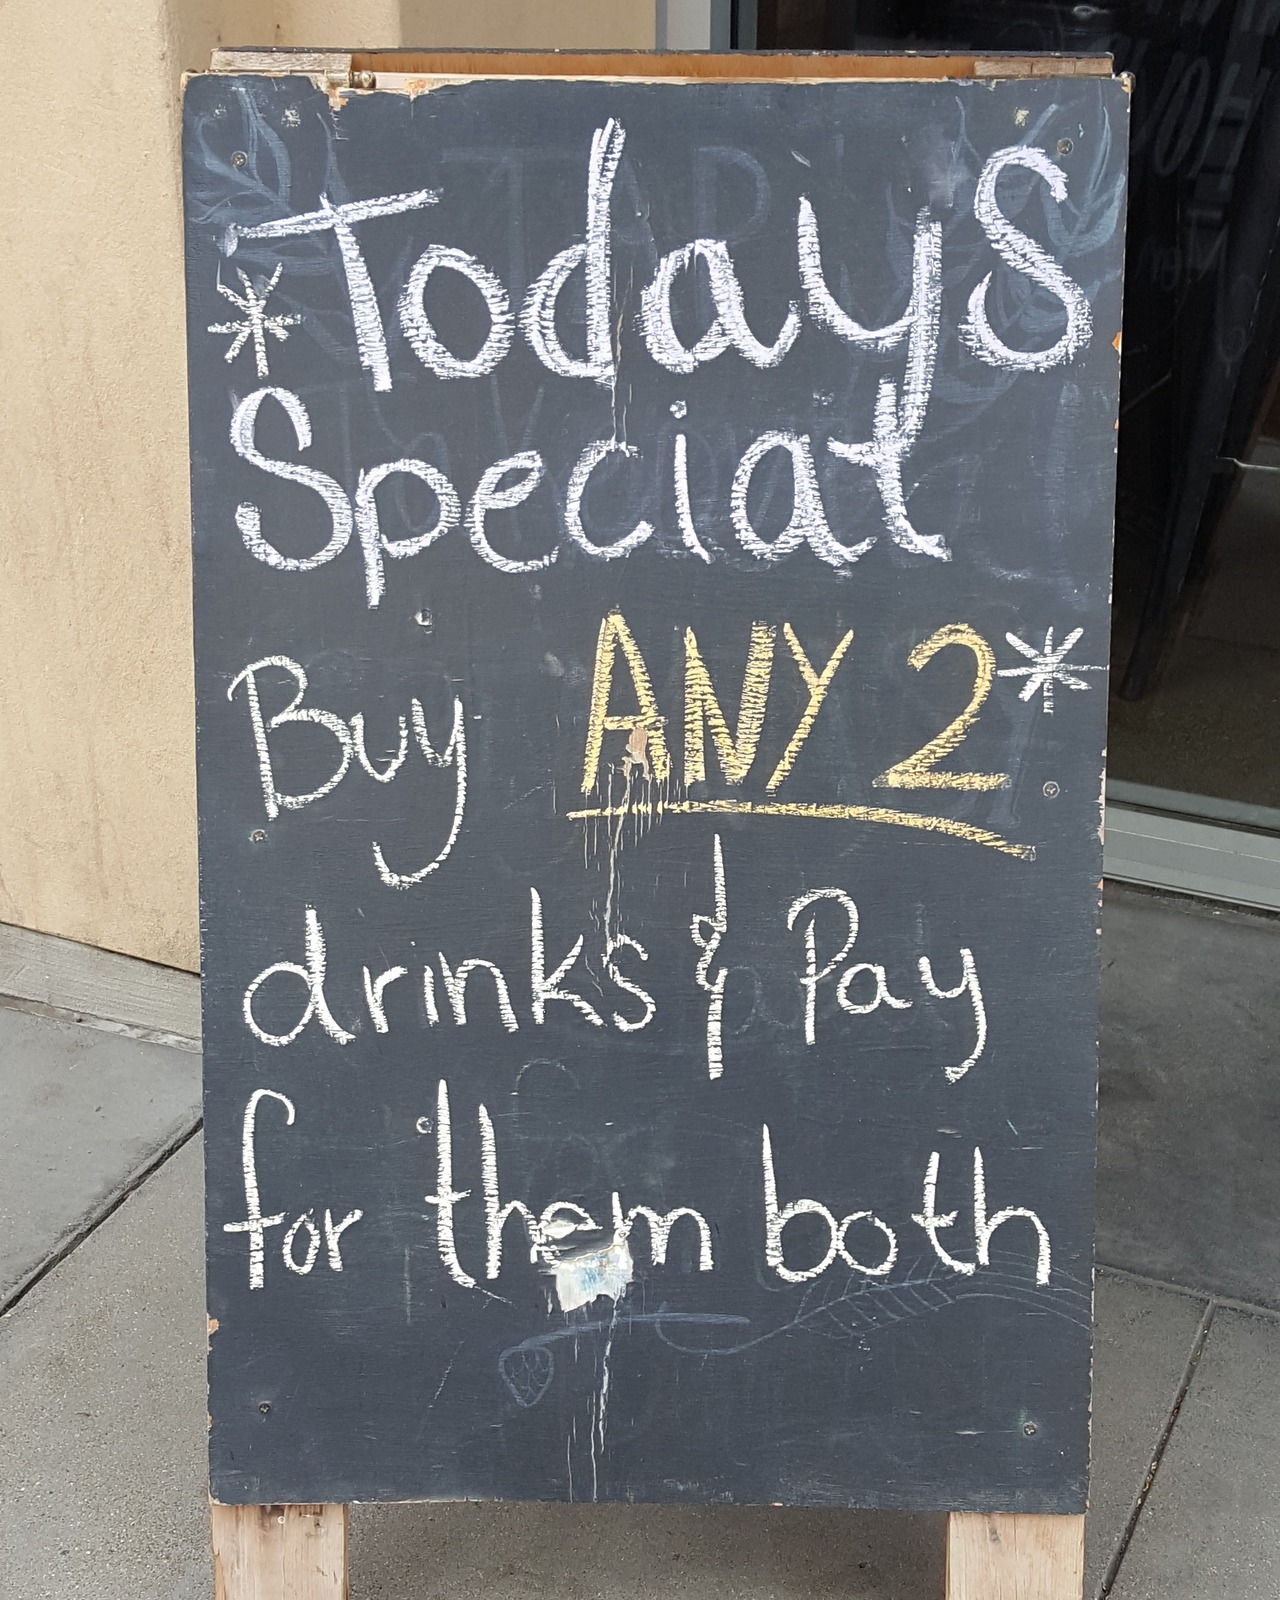 *Todays
Special
Buy ANY 2*
drinks & Pay
for them both